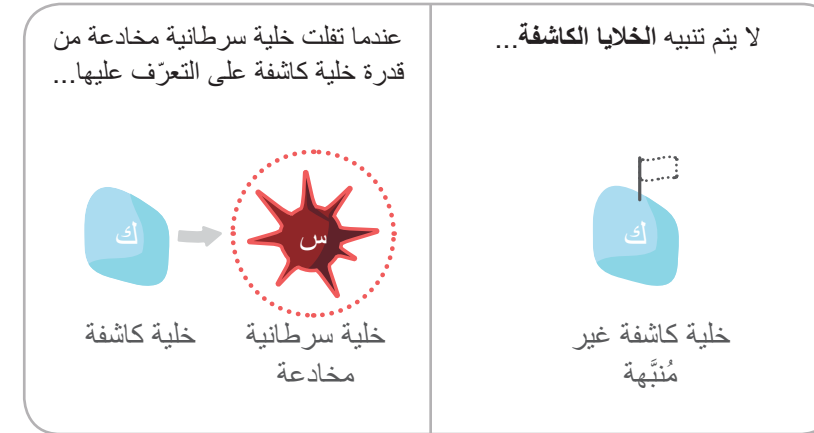 لا يتم تنبيه الخلايا الكاشفة...
ك
خلية كاشفة غير
مُنبَّهة
عندما تفلت خلية سرطانية مخادعة من
قدرة خلية كاشفة على التعرّف عليها...
س
ك
خلية سرطانية
مخادعة
خلية كاشفة